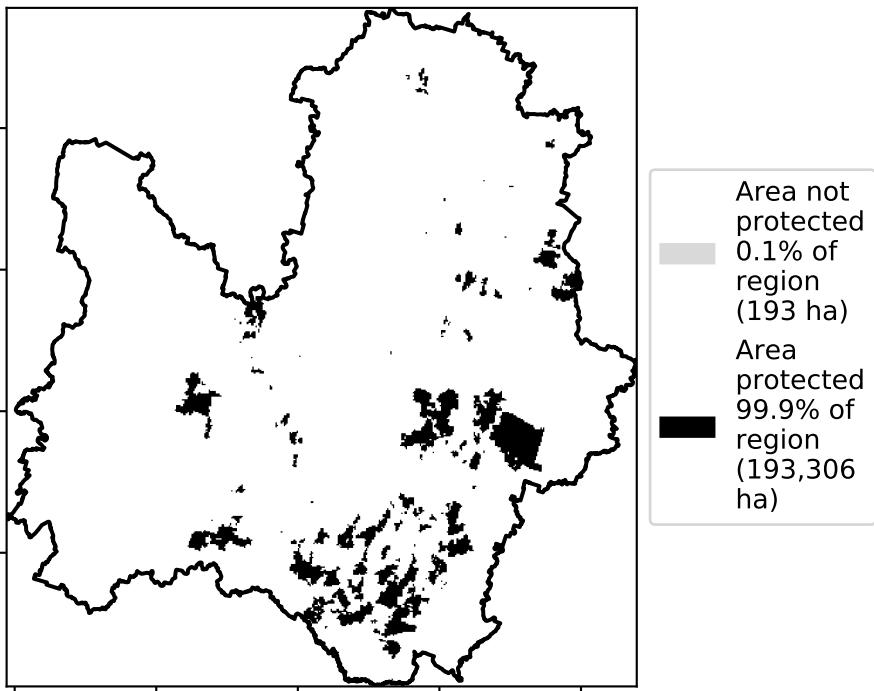 Area not
protected
0.1% of
region
(193 ha)
Area
protected
99.9% of
region
(193,306
ha)